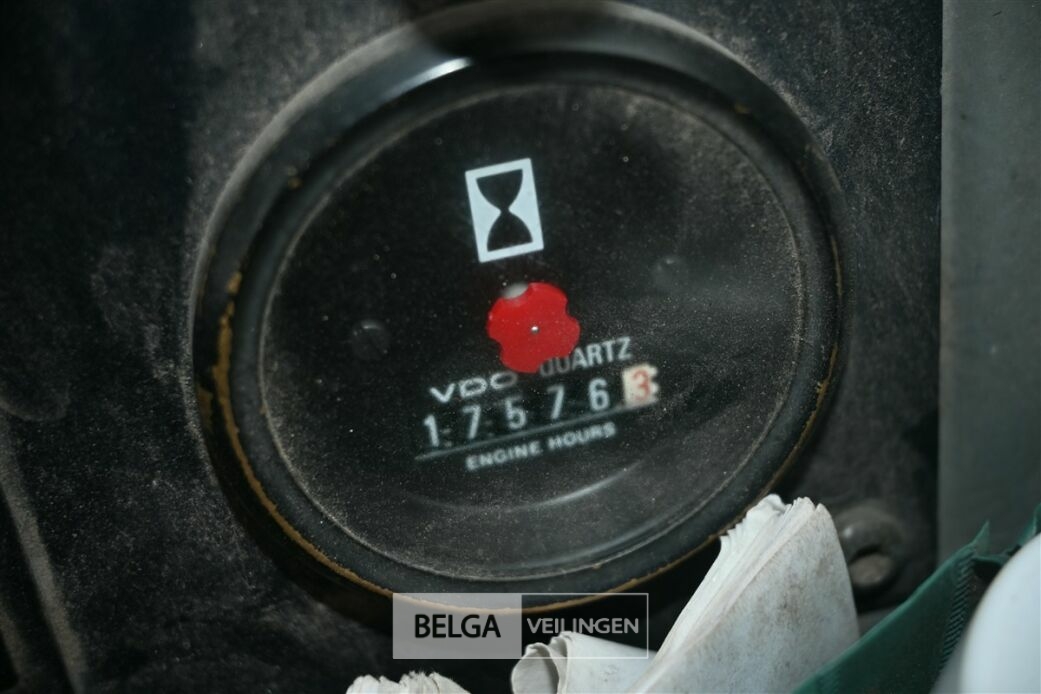 VDO QUARTZ
175763
ENGINE HOURS
BELGA VEILINGEN